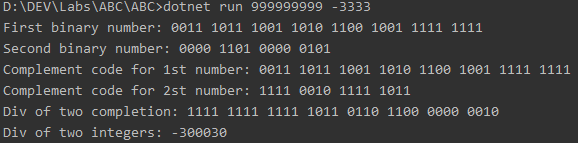 D:\DEV\Labs\ABC\ABC>dotnet run 999999999 -3333
First binary number: 0011 1011 1001 1010 1100 1001 1111 1111
Second binary number: 0000 1101 0000 0101
Complement code for 1st number: 0011 1011 1001 1010 1100 1001 1111 1111
Complement code for 2st number: 1111 0010 1111 1011
Div of two completion: 1111 1111 1111 1011 0110 1100 0000 0010
Div of two integers: -300030